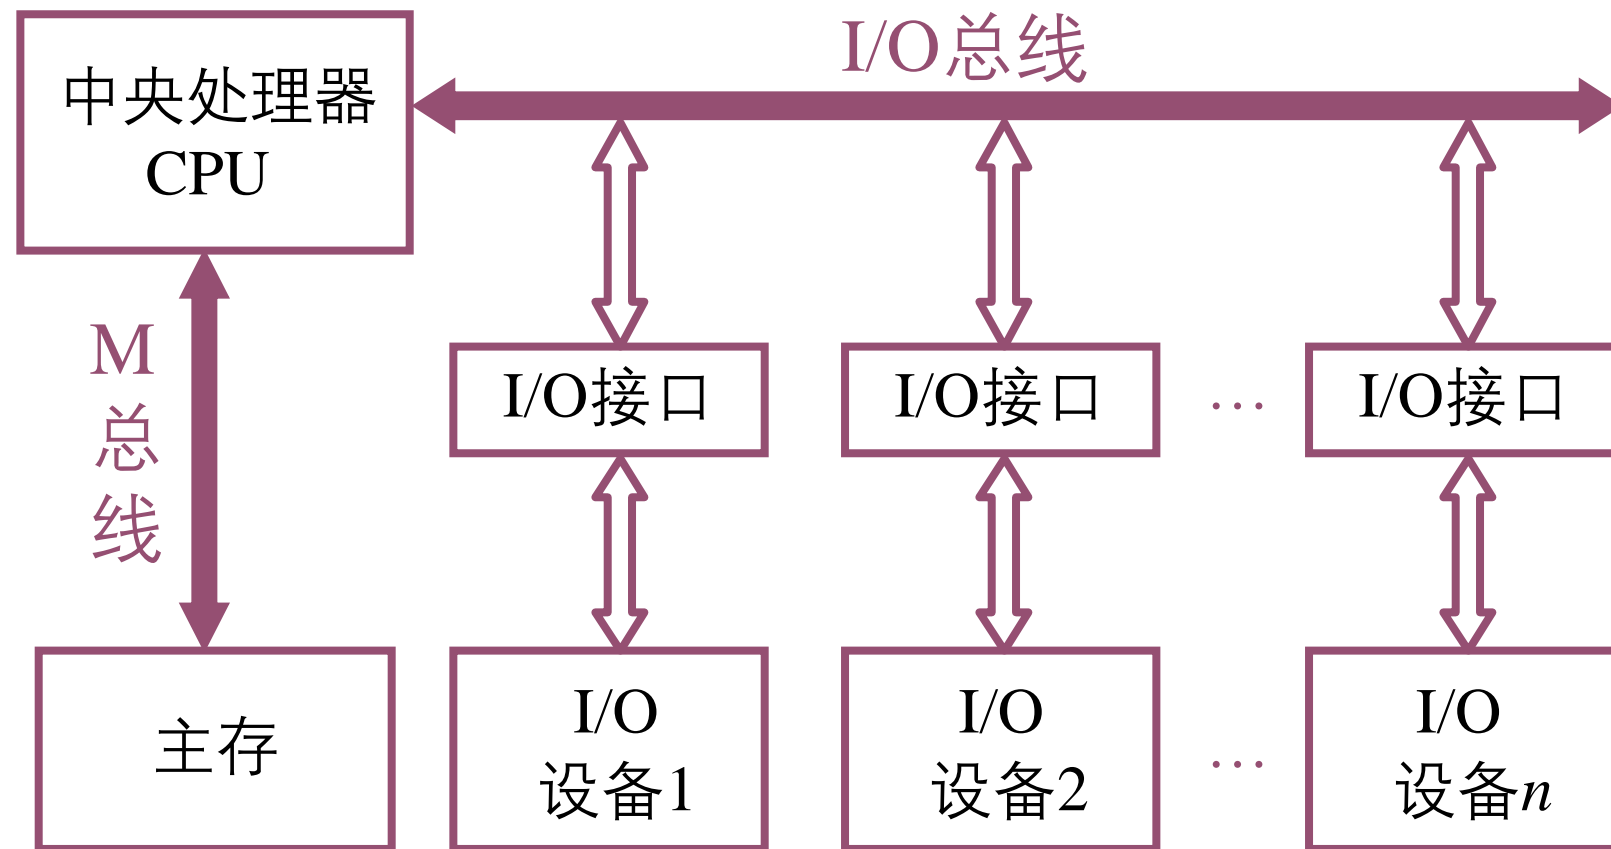 中央处理器
CPU
I/O总线
M
总
线
I/O接口
I/O接口
…
I/O接口
主存
I/O
设备1
I/O
设备2
…
I/O
设备n